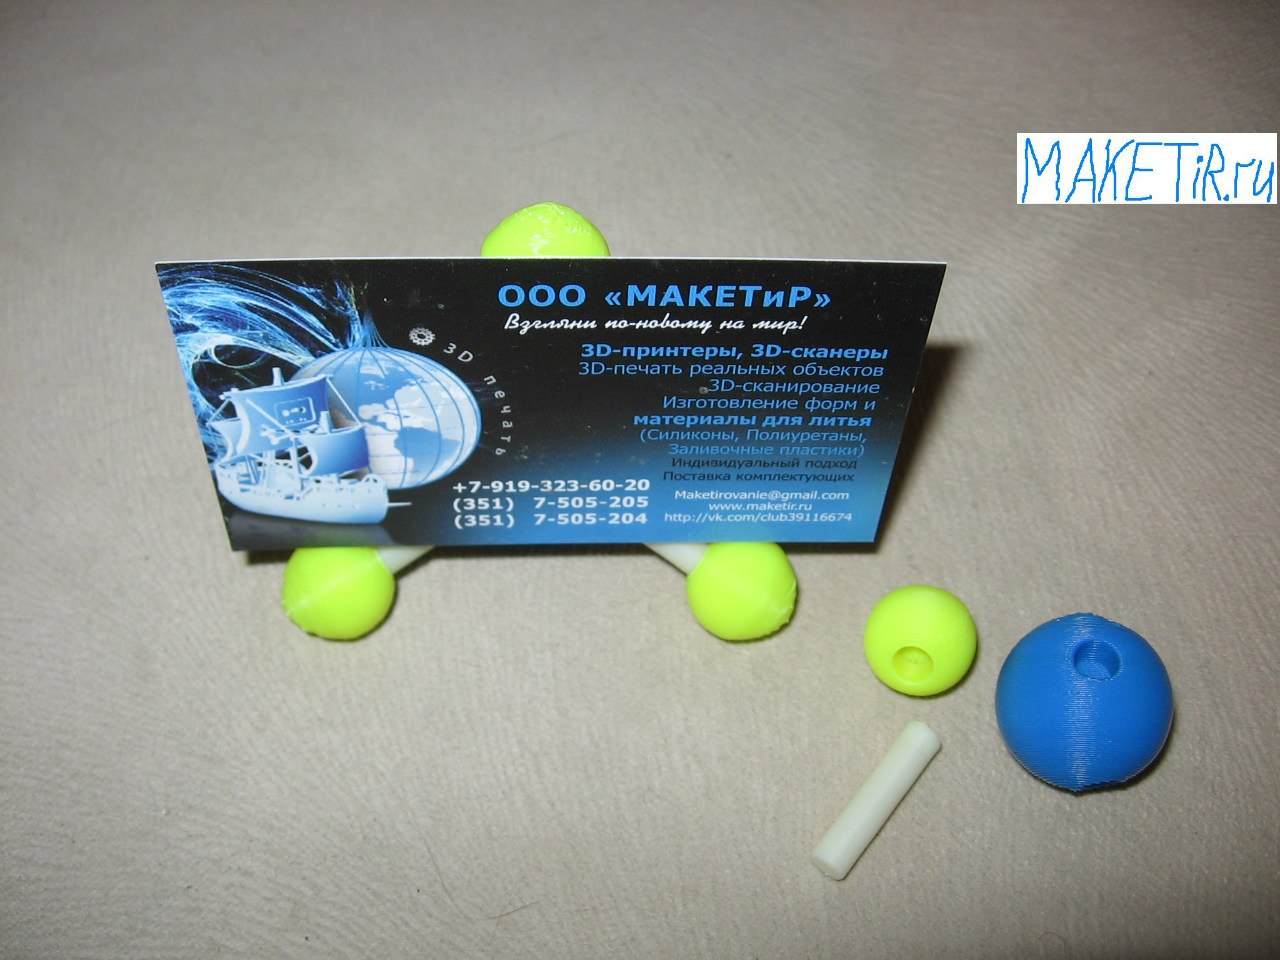 MAKETiR.ru
ООО «МАКЕТиР»
Взгляни по-новому на мир!
3D печать
3D-принтеры, 3D-сканеры
3D-печать реальных объектов
3D-сканирование
Изготовление форм и
материалы для литья
(Силиконы, Полиуретаны,
Заливочные пластики)
Индивидуальный подход
Поставка комплектующих
+7-919-323-60-20
(351) 7-505-205
(351) 7-505-204
Maketirovanie@gmail.com
www.maketir.ru
http://vk.com/club39116674